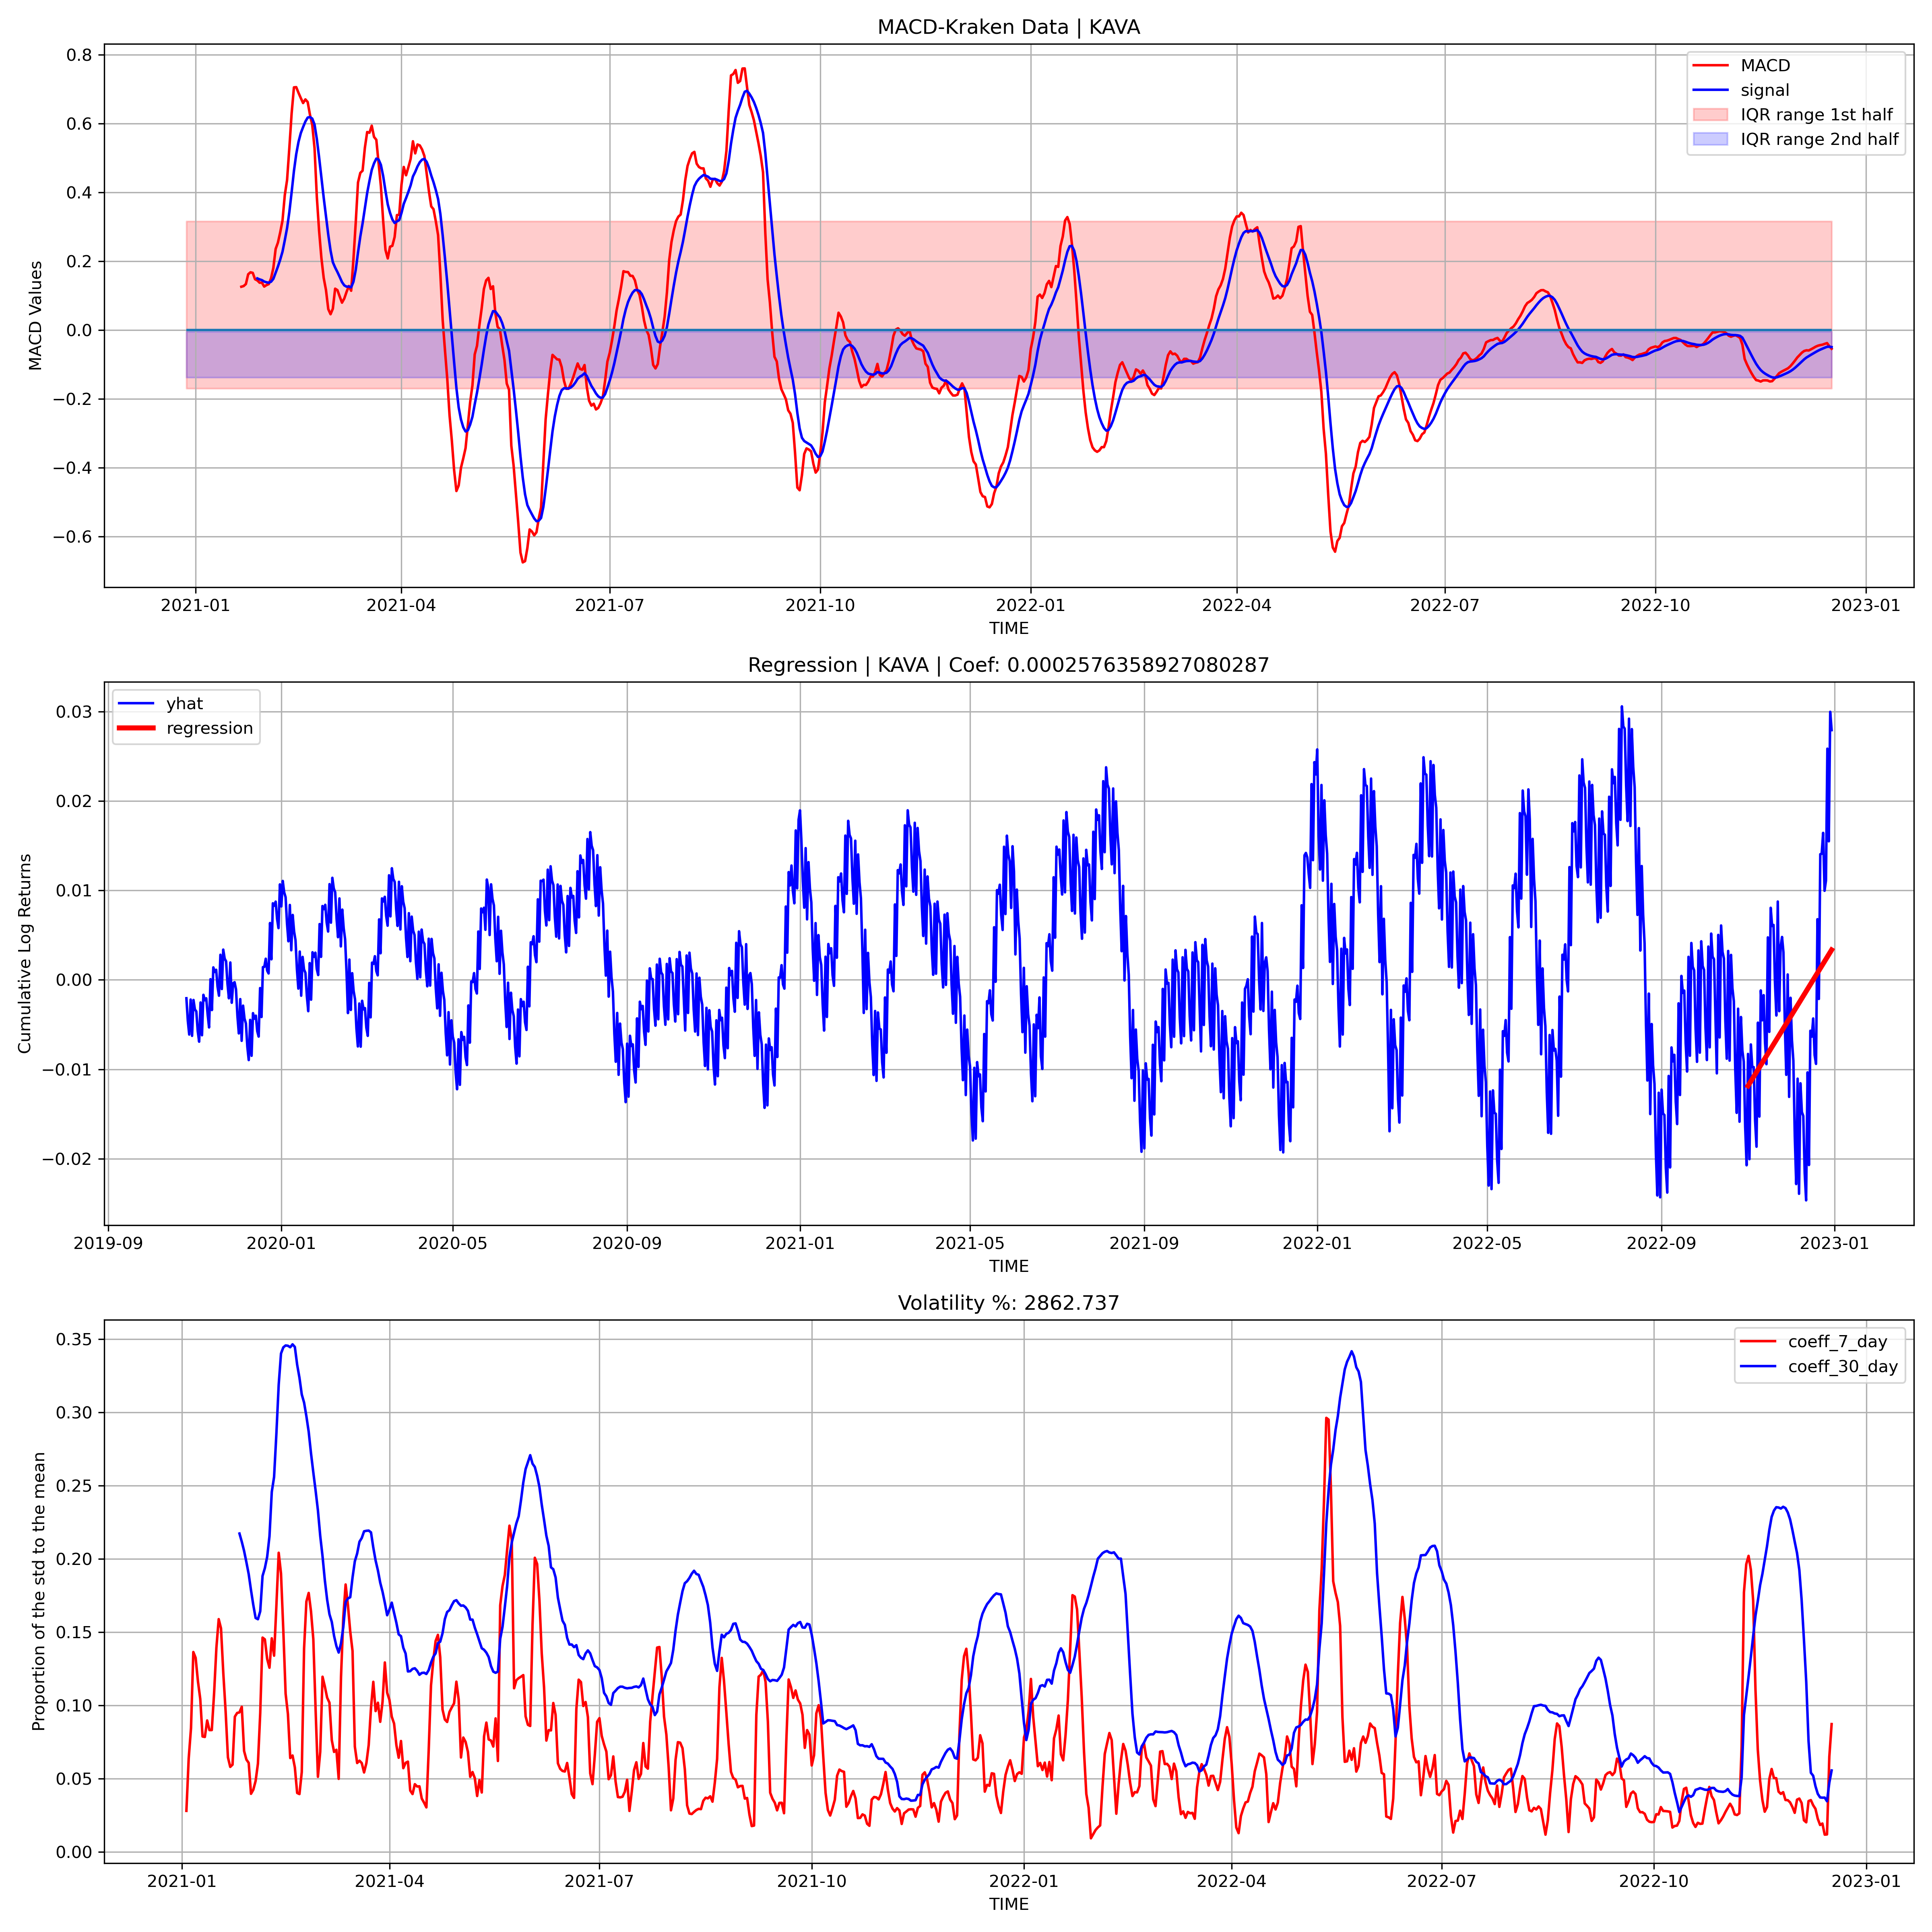 MACD-Kraken Data | KAVA
MACD Values
0.8
0.6
0.4
0.2
0.0
−0.2
−0.4
−0.6
MACD
signal
IQR range 1st half
IQR range 2nd half
2021-01 2021-04 2021-07 2021-10 2022-01 2022-04 2022-07 2022-10 2023-01
TIME
Regression | KAVA | Coef: 0.0002576358927080287
Cumulative Log Returns
0.03
0.02
0.01
0.00
−0.01
−0.02
yhat
regression
2019-09 2020-01 2020-05 2020-09 2021-01 2021-05 2021-09 2022-01 2022-05 2022-09 2023-01
TIME
Volatility %: 2862.737
Proportion of the std to the mean
0.35
0.30
0.25
0.20
0.15
0.10
0.05
0.00
coeff_7_day
coeff_30_day
2021-01 2021-04 2021-07 2021-10 2022-01 2022-04 2022-07 2022-10 2023-01
TIME